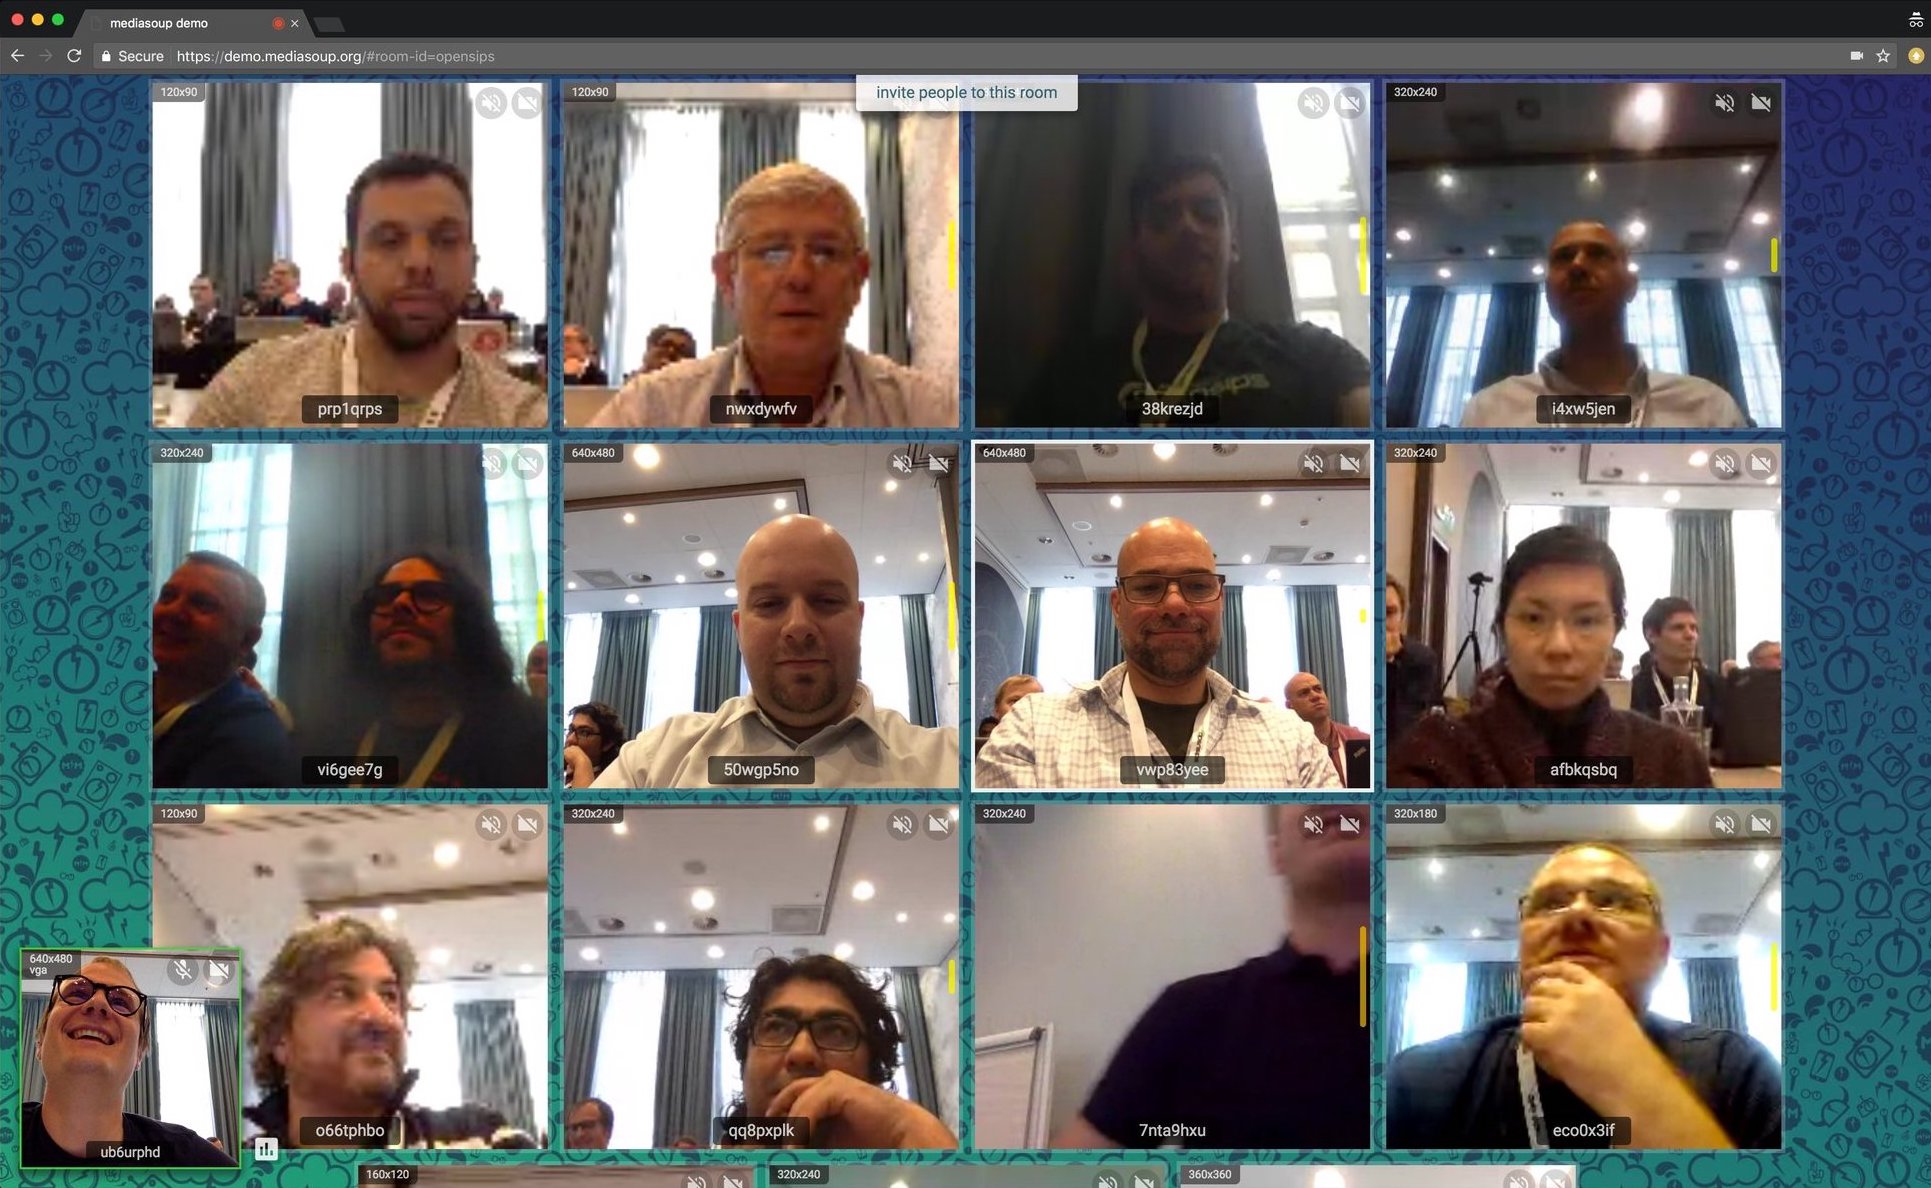 mediasoup demo
Secure
https://demo.mediasoup.org/#room-id=opensips
invite people to this room
120x90
prp1qrps
120x90
nwxdywfv
38krezjd
320x240
i4xw5jen
320x240
vi6gee7g
640x480
50wgp5no
640x480
vwp83yee
320x240
afbkqsbq
120x90
o66tphbo
320x240
qq8pxplk
320x240
7nta9hxu
320x180
eco0x3if
640x480
vga
ub6urphd
160x120
320x240
360x360